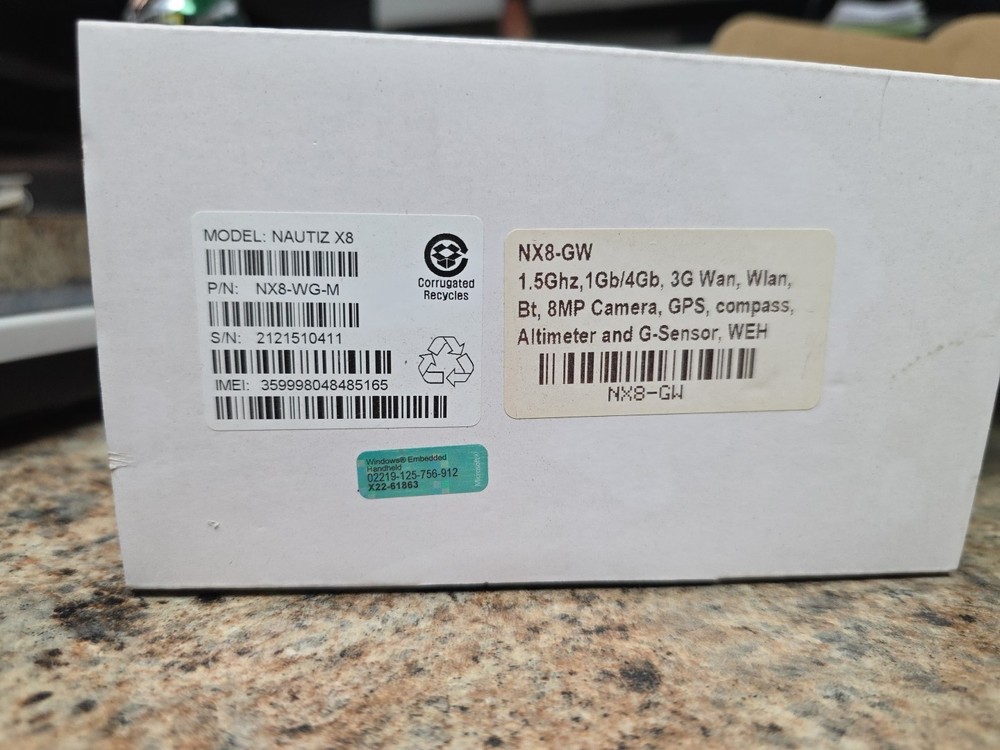 MODEL: NAUTIZ X8
P/N: NX8-WG-M
S/N: 2121510411
IMEI: 359998048485165
Corrugated
Recycles
NX8-GW
1.5Ghz,1Gb/4Gb, 3G Wan, Wlan,
Bt, 8MP Camera, GPS, compass,
Altimeter and G-Sensor, WEH
NX8-GW
Windows® Embedded
Handheld
02219-125-756-912
X22-61863
Microsoft